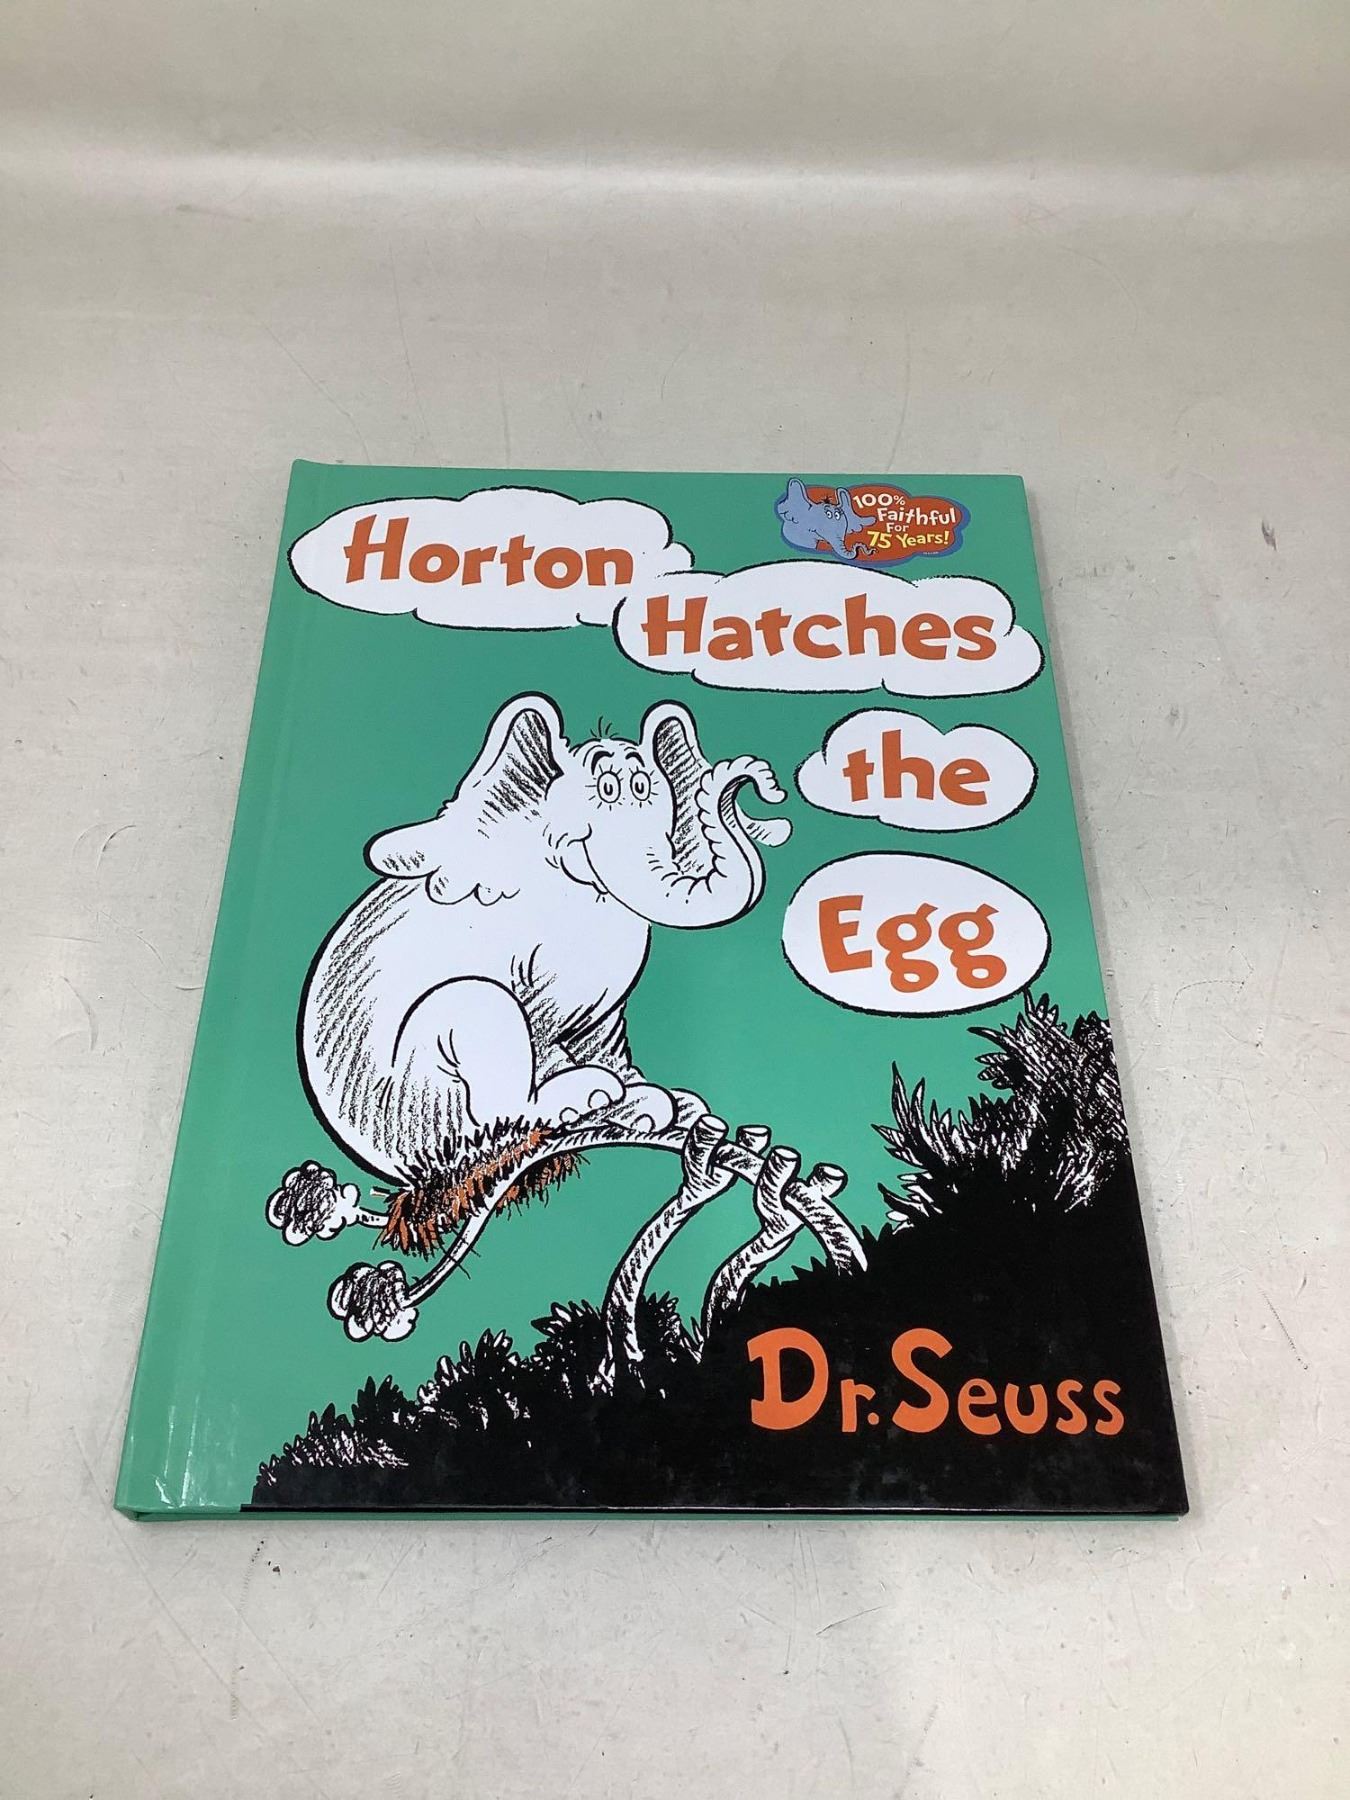 Horton
Hatches
the
Egg
100%
Faithful
For
75 Years!
Dr. Seuss